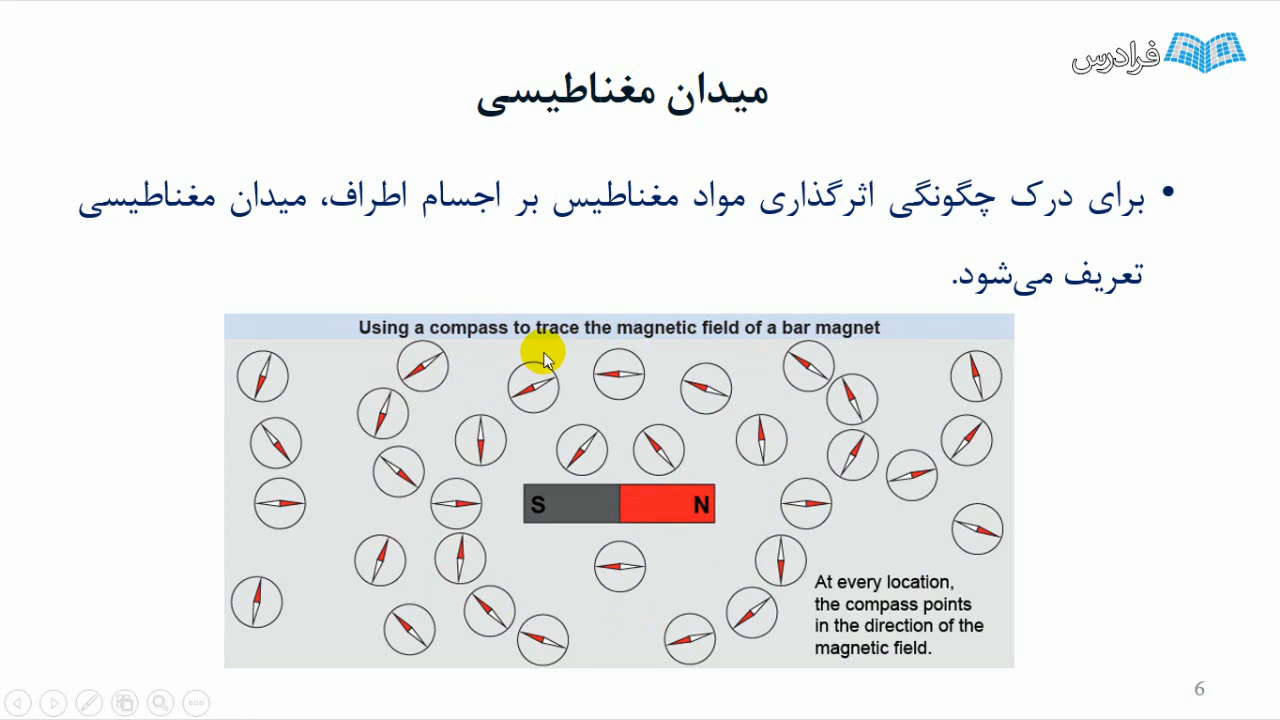 فرادرس
میدان مغناطیسی
• برای درک چگونگی اثرگذاری مواد مغناطیس بر اجسام اطراف، میدان مغناطیسی
تعریف می‌شود.
Using a compass to trace the magnetic field of a bar magnet
S N
At every location,
the compass points
in the direction of the
magnetic field.
6